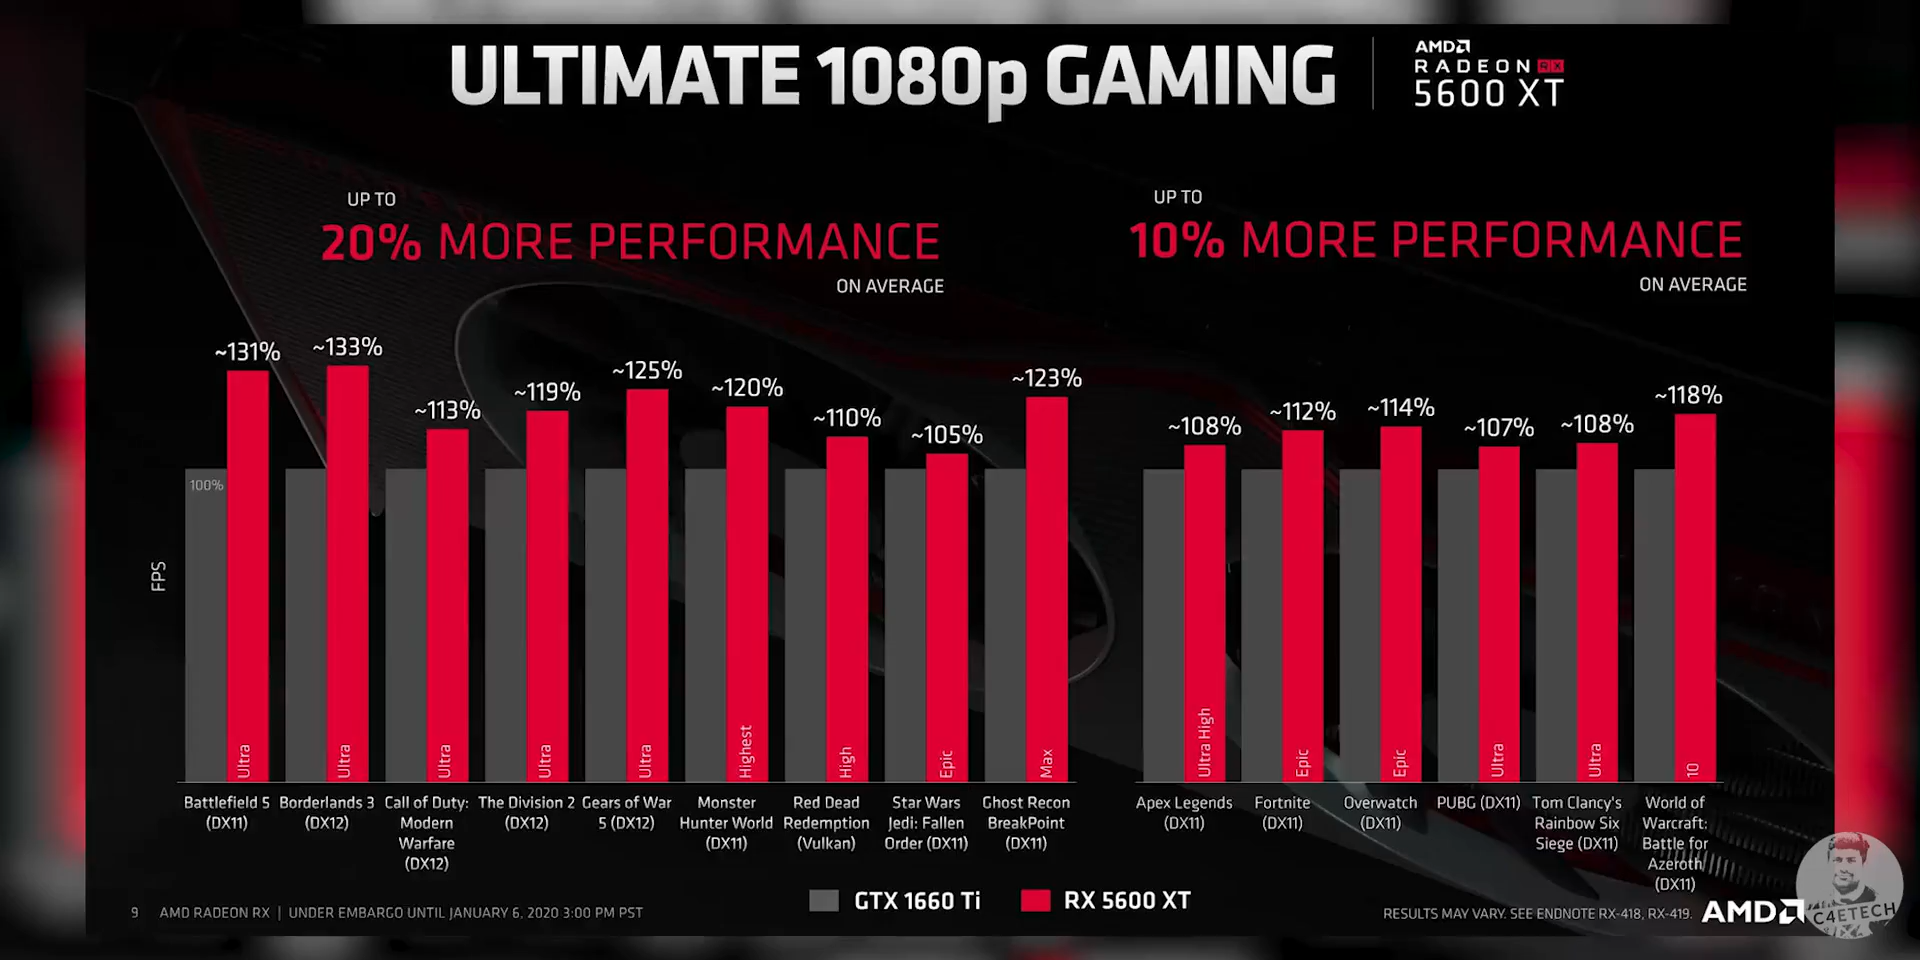 ULTIMATE 1080p GAMING
AMD
RADEON RX
5600 XT
UP TO
20% MORE PERFORMANCE
ON AVERAGE
UP TO
10% MORE PERFORMANCE
ON AVERAGE
~131%
~133%
~113%
~119%
~125%
~120%
~110%
~105%
~123%
~108%
~112%
~114%
~107%
~108%
~118%
100%
FPS
Ultra
Ultra
Ultra
Ultra
Ultra
Highest
High
Epic
Max
Ultra High
Epic
Epic
Ultra
Ultra
10
Battlefield 5
(DX11)
Borderlands 3
(DX12)
Call of Duty:
Modern
Warfare
(DX12)
The Division 2
(DX12)
Gears of War
5 (DX12)
Monster
Hunter World
(DX11)
Red Dead
Redemption
(Vulkan)
Star Wars
Jedi: Fallen
Order (DX11)
Ghost Recon
BreakPoint
(DX11)
Apex Legends
(DX11)
Fortnite
(DX11)
Overwatch
(DX11)
PUBG (DX11)
Tom Clancy's
Rainbow Six
Siege (DX11)
World of
Warcraft:
Battle for
Azeroth
(DX11)
GTX 1660 Ti
RX 5600 XT
9 AMD RADEON RX | UNDER EMBARGO UNTIL JANUARY 6, 2020 3:00 PM PST
RESULTS MAY VARY. SEE ENDNOTE RX-418, RX-419.
AMD
C4ETECH